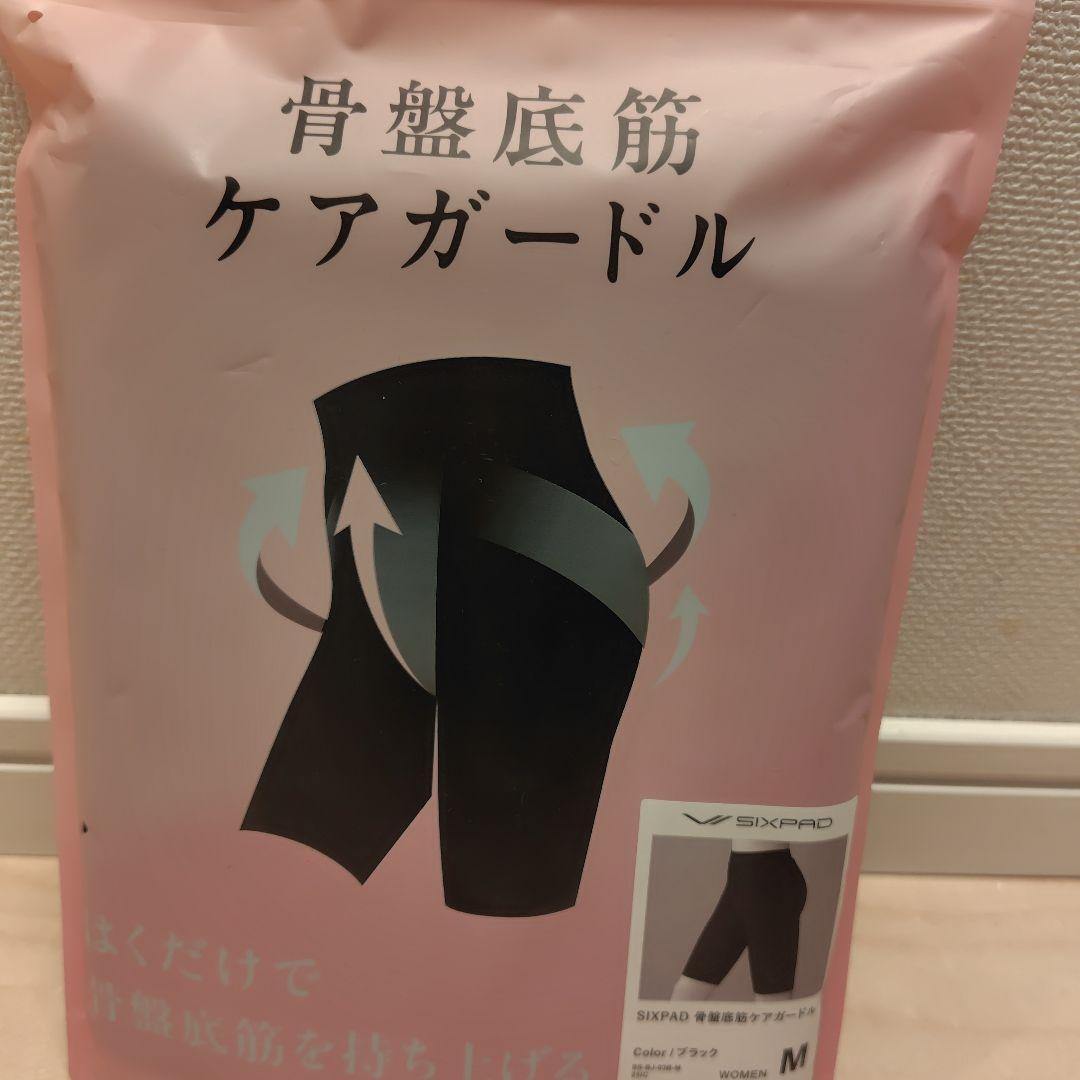 骨盤底筋
ケアガードル
はくだけで
骨盤底筋を持ち上げる
SIXPAD
SIXPAD 骨盤底筋ケアガードル
Color / ブラック
WOMEN M